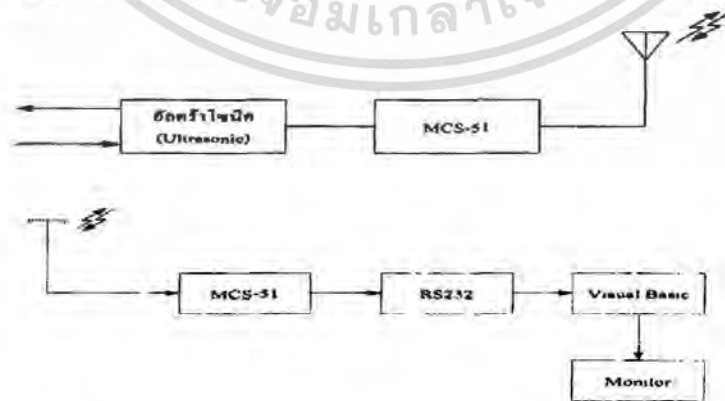 อัลตร้าโซนิค
(Ultrasonic)
MCS-51
MCS-51
RS232
Visual Basic
Monitor